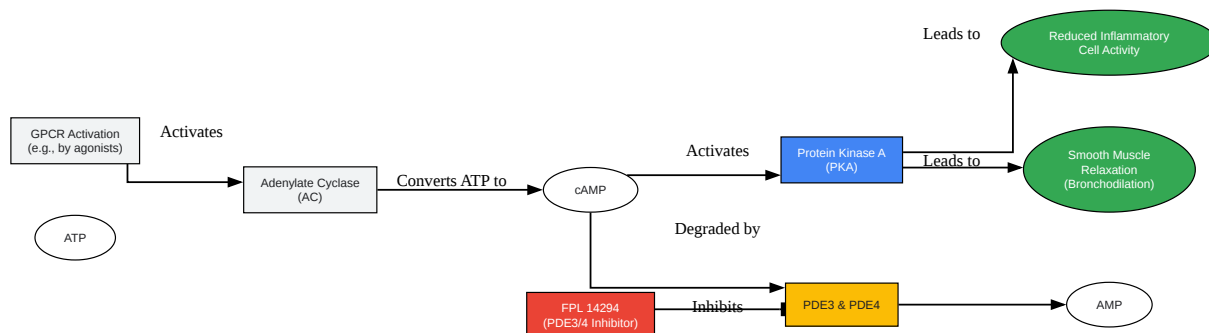 Leads to
Reduced Inflammatory
Cell Activity
GPCR Activation
(e.g., by agonists)
Activates
Adenylate Cyclase
(AC)
Converts ATP to
cAMP
Activates
Protein Kinase A
(PKA)
Leads to
Smooth Muscle
Relaxation
(Bronchodilation)
ATP
Degraded by
FPL 14294
(PDE3/4 Inhibitor)
Inhibits
PDE3 & PDE4
AMP